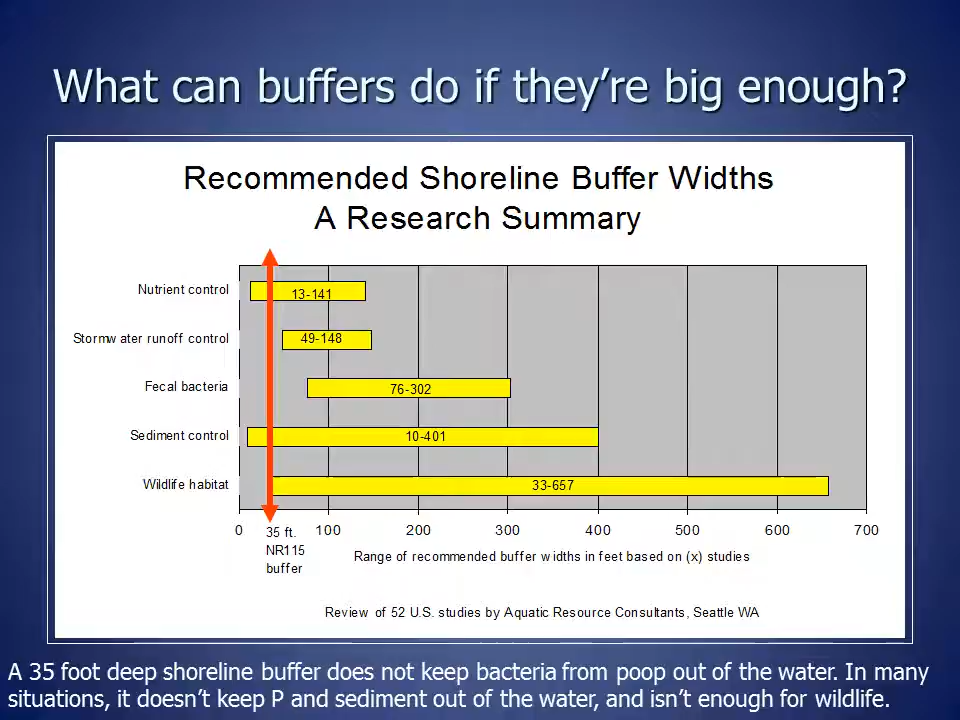 What can buffers do if they're big enough?
Recommended Shoreline Buffer Widths
A Research Summary
Nutrient control
13-141
Stormw ater runoff control
49-148
Fecal bacteria
76-302
Sediment control
10-401
Wildlife habitat
33-657
0 100 200 300 400 500 600 700
35 ft.
NR115
buffer
Range of recommended buffer w idths in feet based on (x) studies
Review of 52 U.S. studies by Aquatic Resource Consultants, Seattle WA
A 35 foot deep shoreline buffer does not keep bacteria from poop out of the water. In many
situations, it doesn't keep P and sediment out of the water, and isn't enough for wildlife.